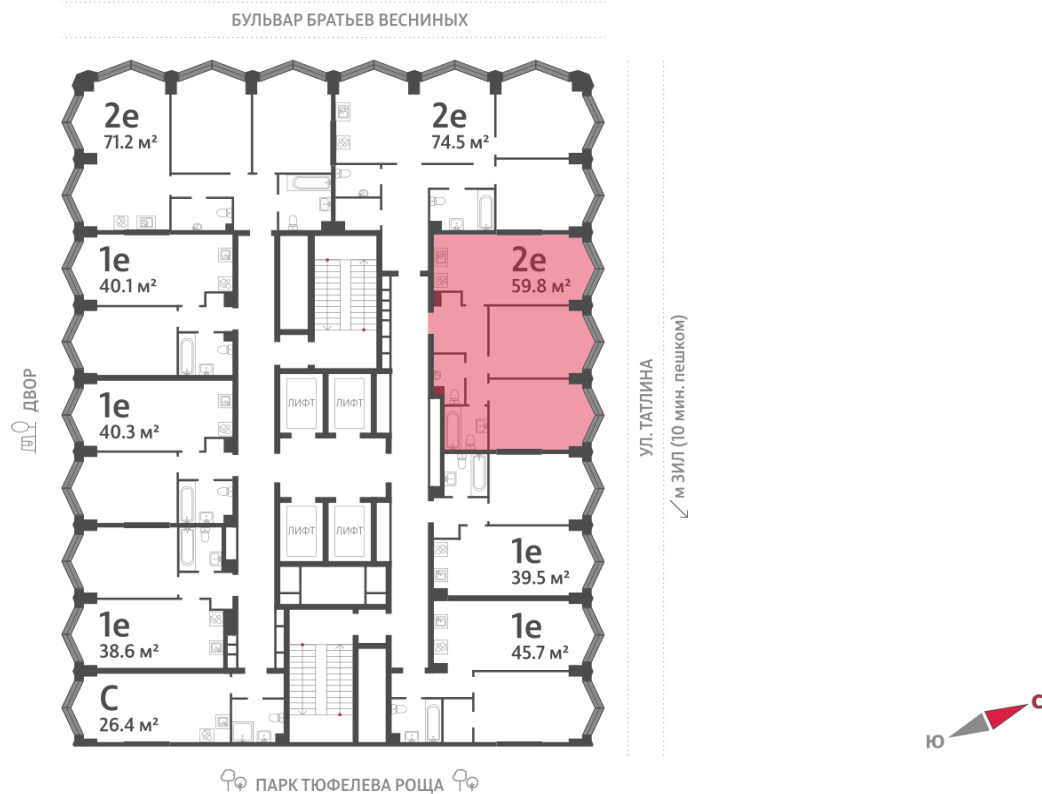 БУЛЬВАР БРАТЬЕВ ВЕСНИНЫХ
2е
71.2 м²
2е
74.5 м²
1е
40.1 м²
2е
59.8 м²
ДВОР
1е
40.3 м²
ЛИФТ
ЛИФТ
УЛ. ТАТЛИНА
м ЗИЛ (10 мин. пешком)
ЛИФТ
ЛИФТ
1е
39.5 м²
1е
38.6 м²
1е
45.7 м²
С
26.4 м²
С
Ю
ПАРК ТЮФЕЛЕВА РОЩА